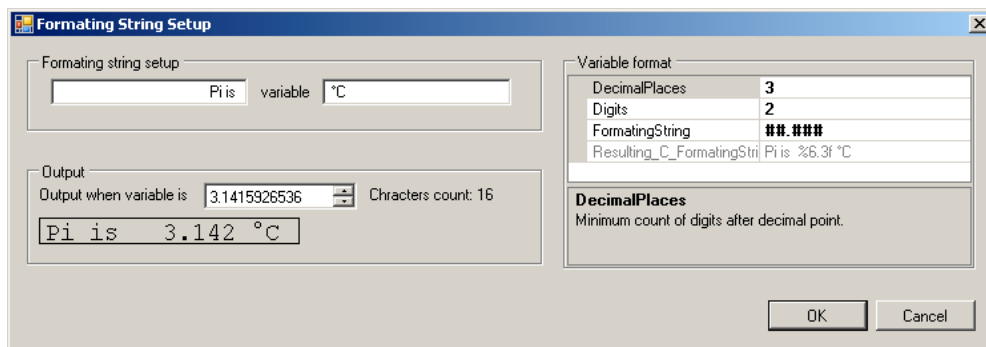 Formating String Setup
Formating string setup
Pi is variable °C
Output
Output when variable is 3.1415926536 Chracters count: 16
Pi is   3.142 °C
Variable format
DecimalPlaces 3
Digits 2
FormatingString ##.###
Resulting_C_FormatingStri Pi is  %6.3f °C
DecimalPlaces
Minimum count of digits after decimal point.
OK Cancel